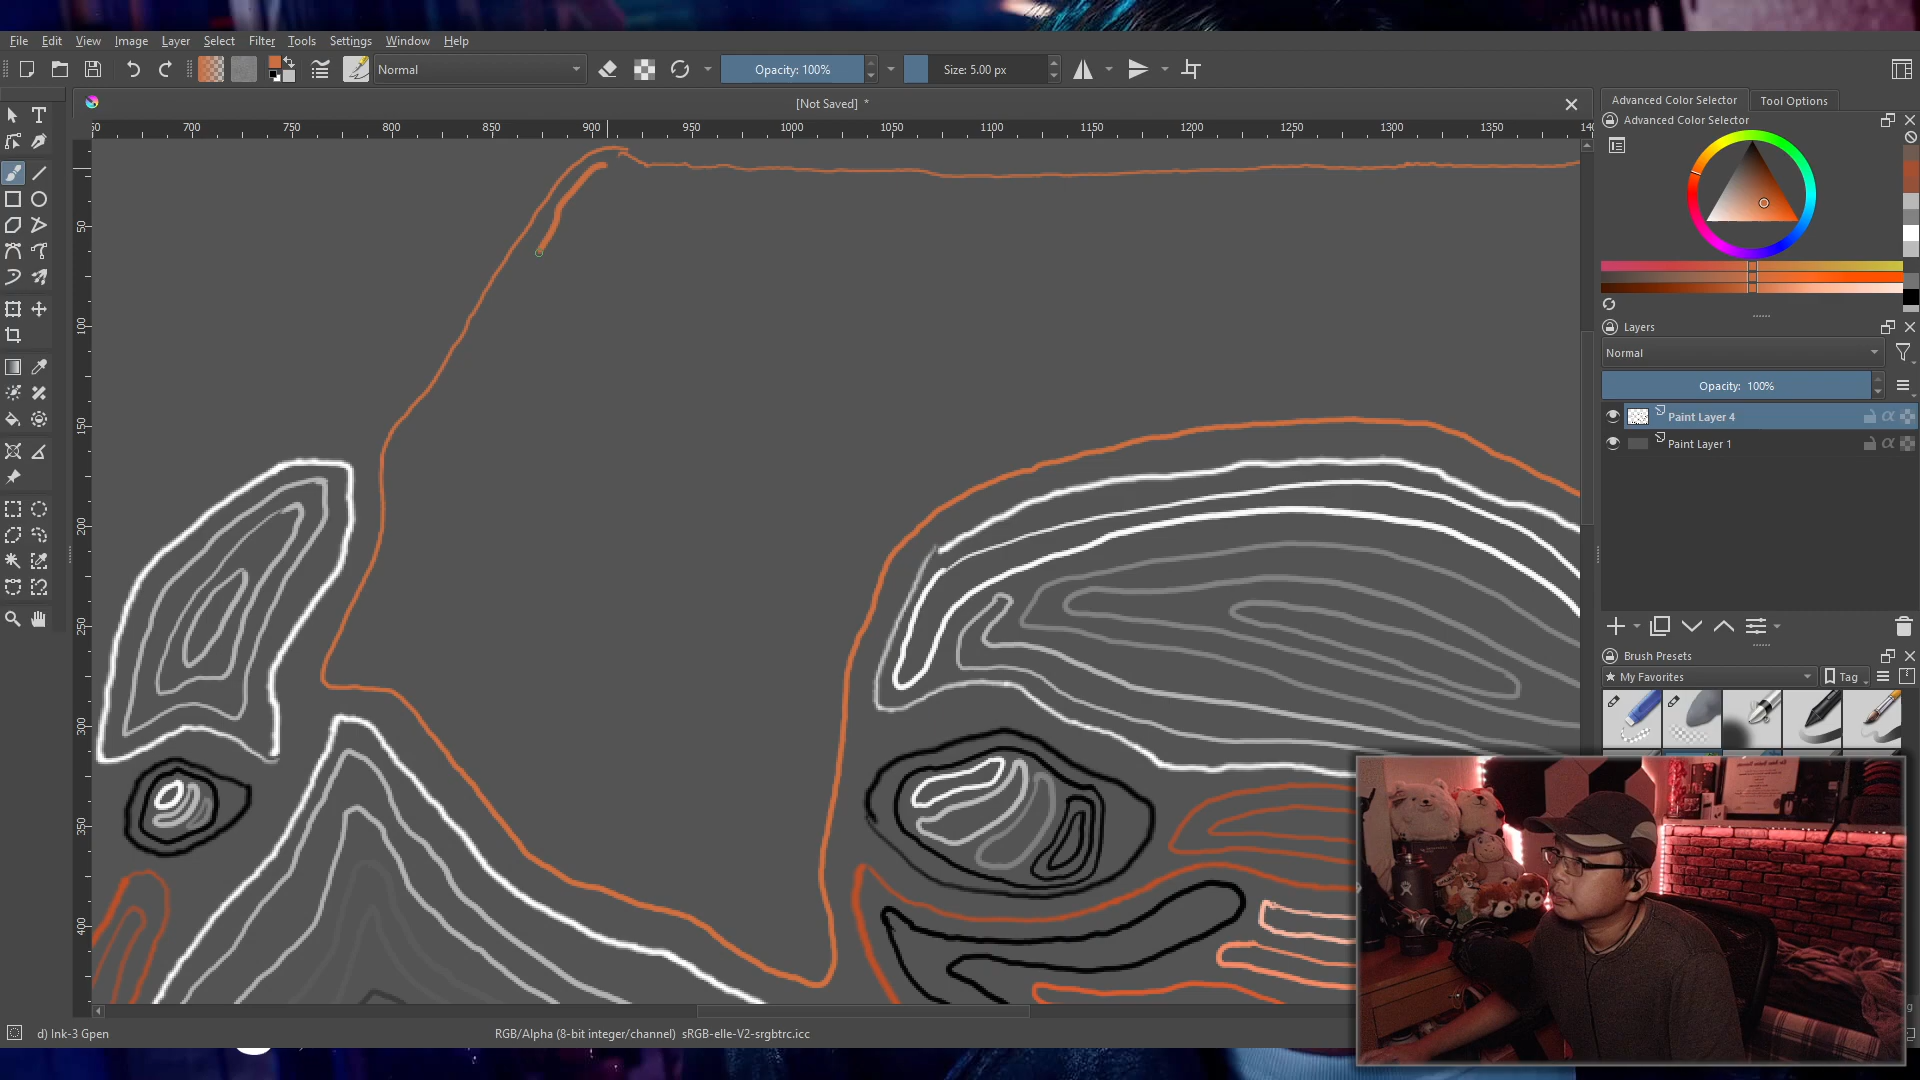 File Edit View Image Layer Select Filter Tools Settings Window Help
Normal
Opacity: 100%
Size: 5.00 px
[Not Saved] *
700 750 800 850 900 950 1000 1050 1100 1150 1200 1250 1300 1350
50
100
150
200
250
300
350
400
Advanced Color Selector
Tool Options
Advanced Color Selector
Layers
Normal
Opacity: 100%
Paint Layer 4
Paint Layer 1
Brush Presets
★ My Favorites
Tag
d) Ink-3 Gpen
RGB/Alpha (8-bit integer/channel) sRGB-elle-V2-srgbtrc.icc